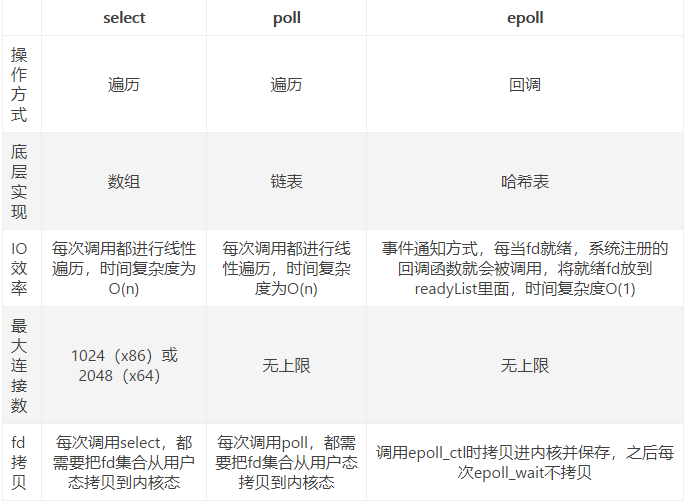 select poll epoll
操
作
方
式
遍历 遍历 回调
底
层
实
现
数组 链表 哈希表
IO
效
率
每次调用都进行线性
遍历，时间复杂度为
O(n)
每次调用都进行线
性遍历，时间复杂
度为O(n)
事件通知方式，每当fd就绪，系统注册的
回调函数就会被调用，将就绪fd放到
readyList里面，时间复杂度O(1)
最
大
连
接
数
1024（x86）或
2048（x64）
无上限
无上限
fd
拷
贝
每次调用select，都
需要把fd集合从用户
态拷贝到内核态
每次调用poll，都需
要把fd集合从用户态
拷贝到内核态
调用epoll_ctl时拷贝进内核并保存，之后每
次epoll_wait不拷贝